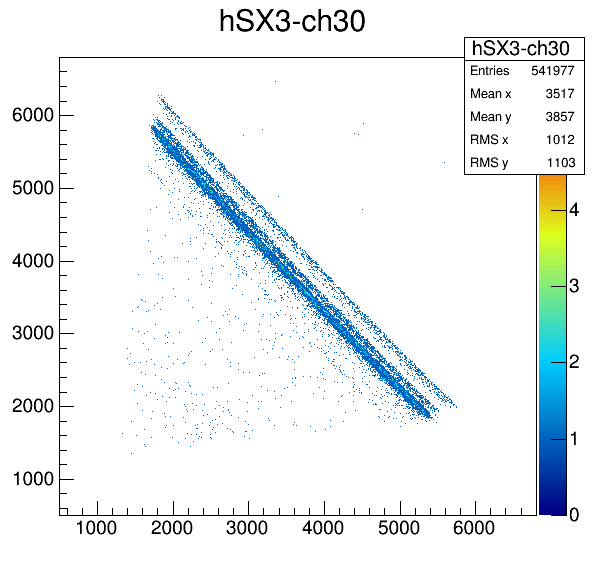 hSX3-ch30
hSX3-ch30
Entries 541977
Mean x 3517
Mean y 3857
RMS x 1012
RMS y 1103
6000
5000
4000
3000
2000
1000
1000 2000 3000 4000 5000 6000
4
3
2
1
0